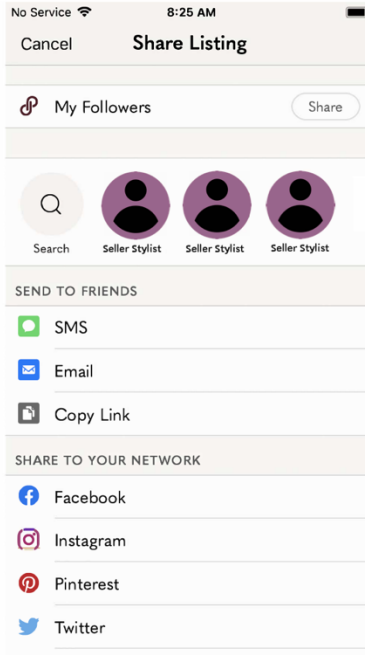 No Service 8:25 AM
Cancel Share Listing
My Followers Share
Search Seller Stylist Seller Stylist Seller Stylist
SEND TO FRIENDS
SMS
Email
Copy Link
SHARE TO YOUR NETWORK
Facebook
Instagram
Pinterest
Twitter